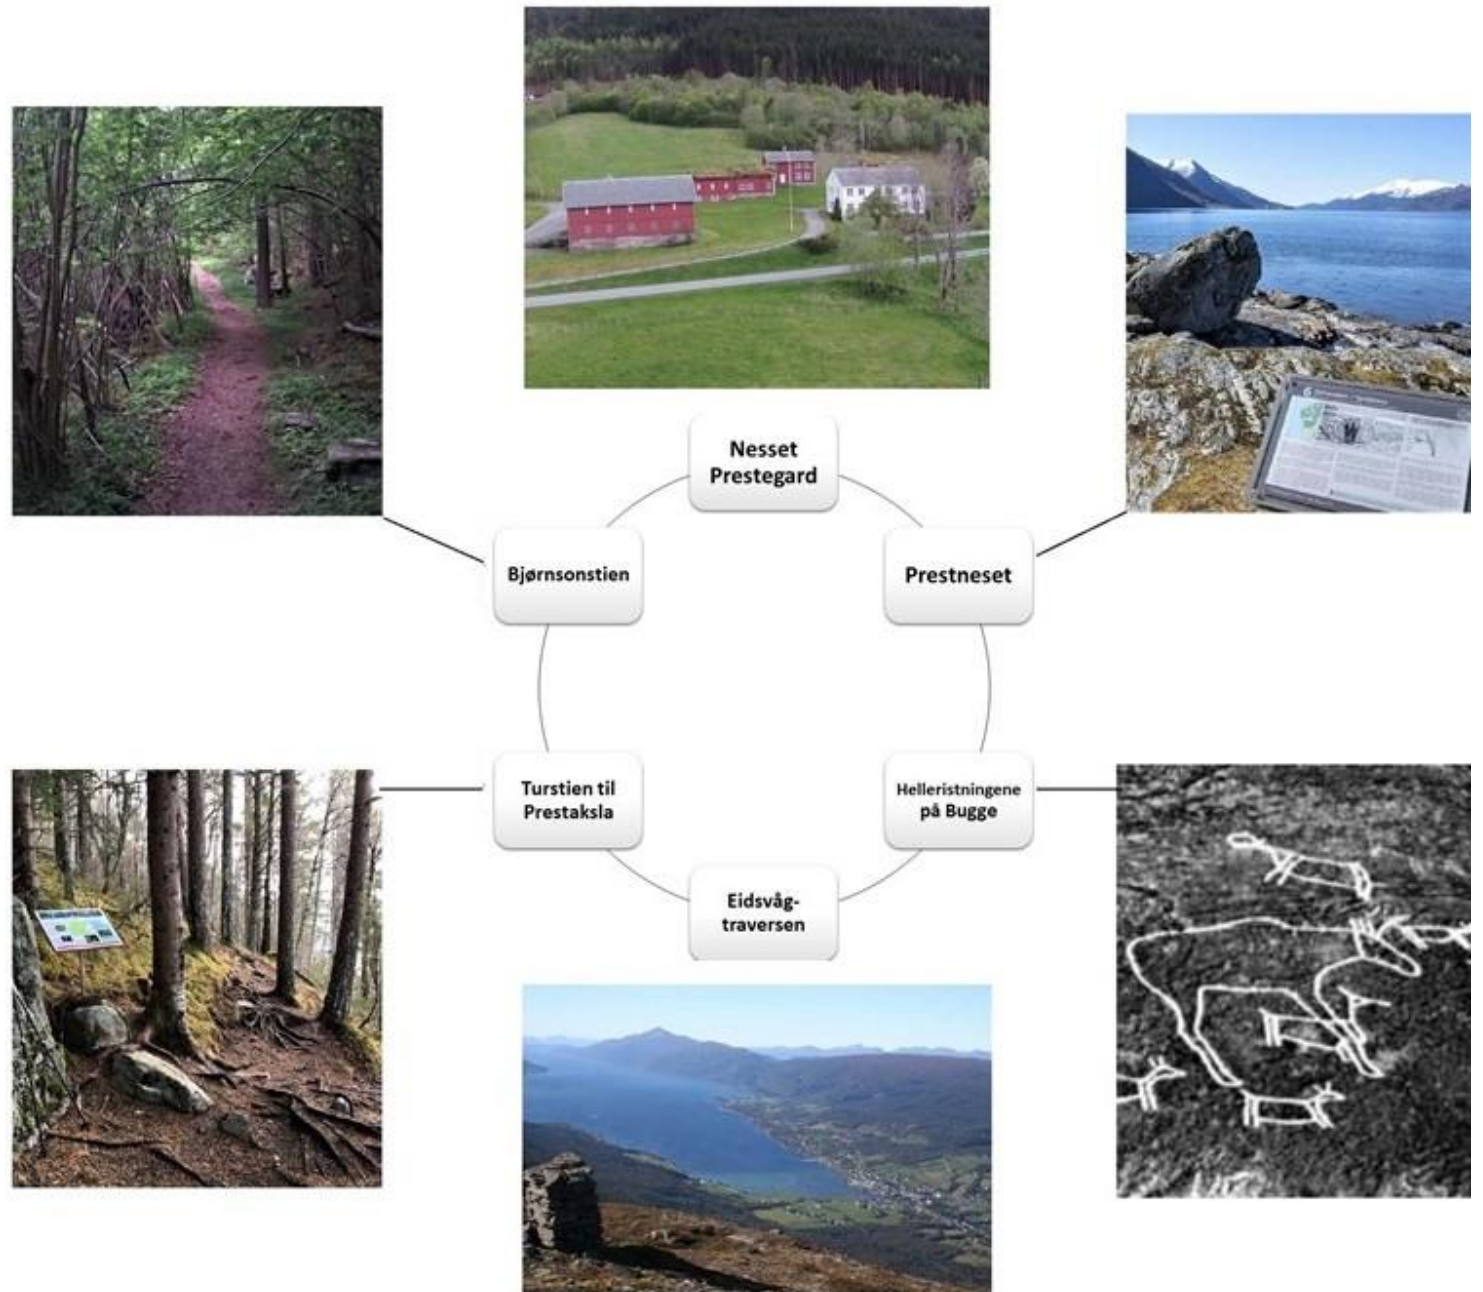 Nesset
Prestegard
Bjørnsonstien
Prestneset
Turstien til
Prestaksla
Helleristningene
på Bugge
Eidsvåg-
traversen